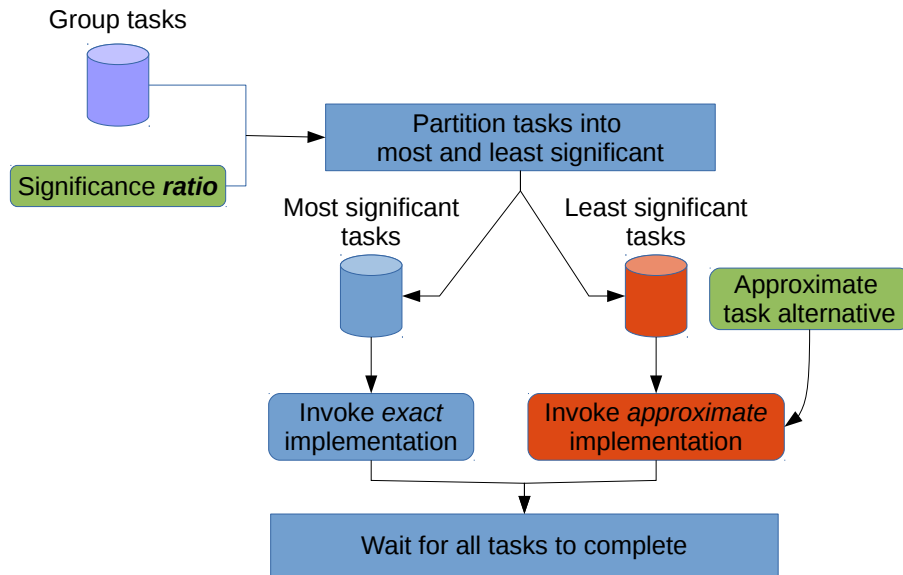 Group tasks
Partition tasks into
most and least significant
Significance ratio
Most significant
tasks
Least significant
tasks
Approximate
task alternative
Invoke exact
implementation
Invoke approximate
implementation
Wait for all tasks to complete